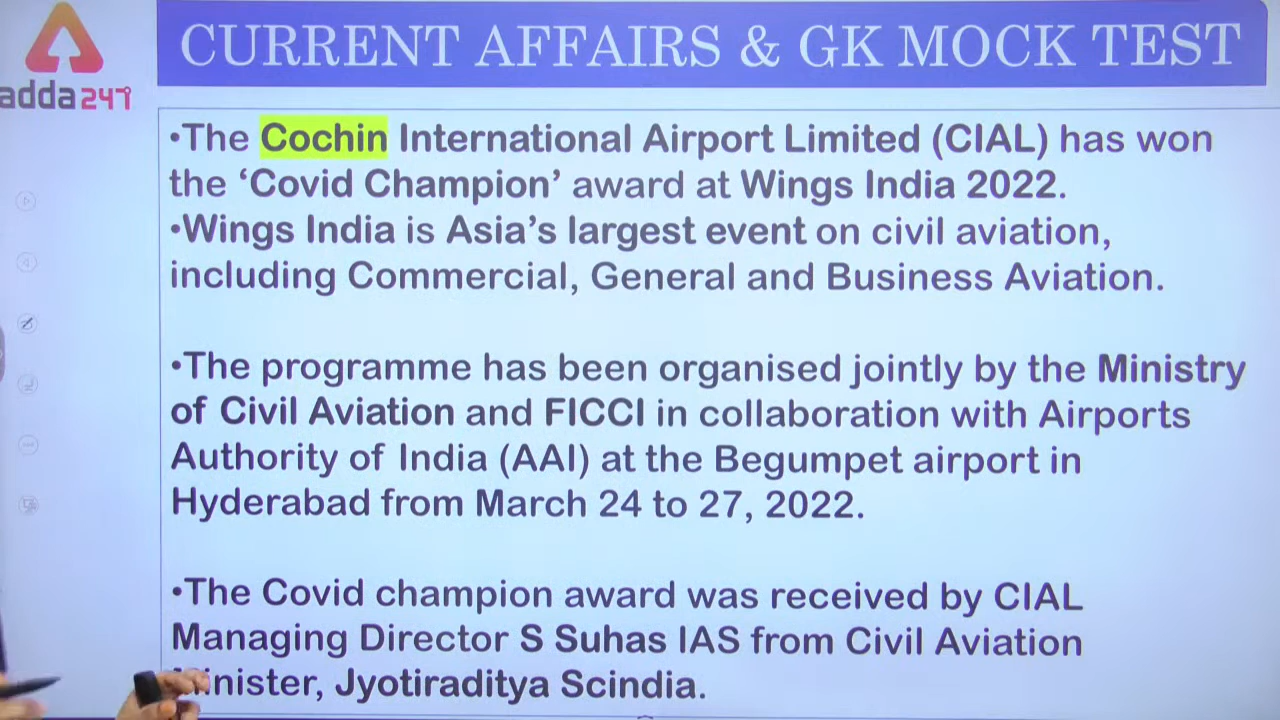 CURRENT AFFAIRS & GK MOCK TEST
adda247
•The Cochin International Airport Limited (CIAL) has won
the ‘Covid Champion’ award at Wings India 2022.
•Wings India is Asia’s largest event on civil aviation,
including Commercial, General and Business Aviation.
•The programme has been organised jointly by the Ministry
of Civil Aviation and FICCI in collaboration with Airports
Authority of India (AAI) at the Begumpet airport in
Hyderabad from March 24 to 27, 2022.
•The Covid champion award was received by CIAL
Managing Director S Suhas IAS from Civil Aviation
Minister, Jyotiraditya Scindia.